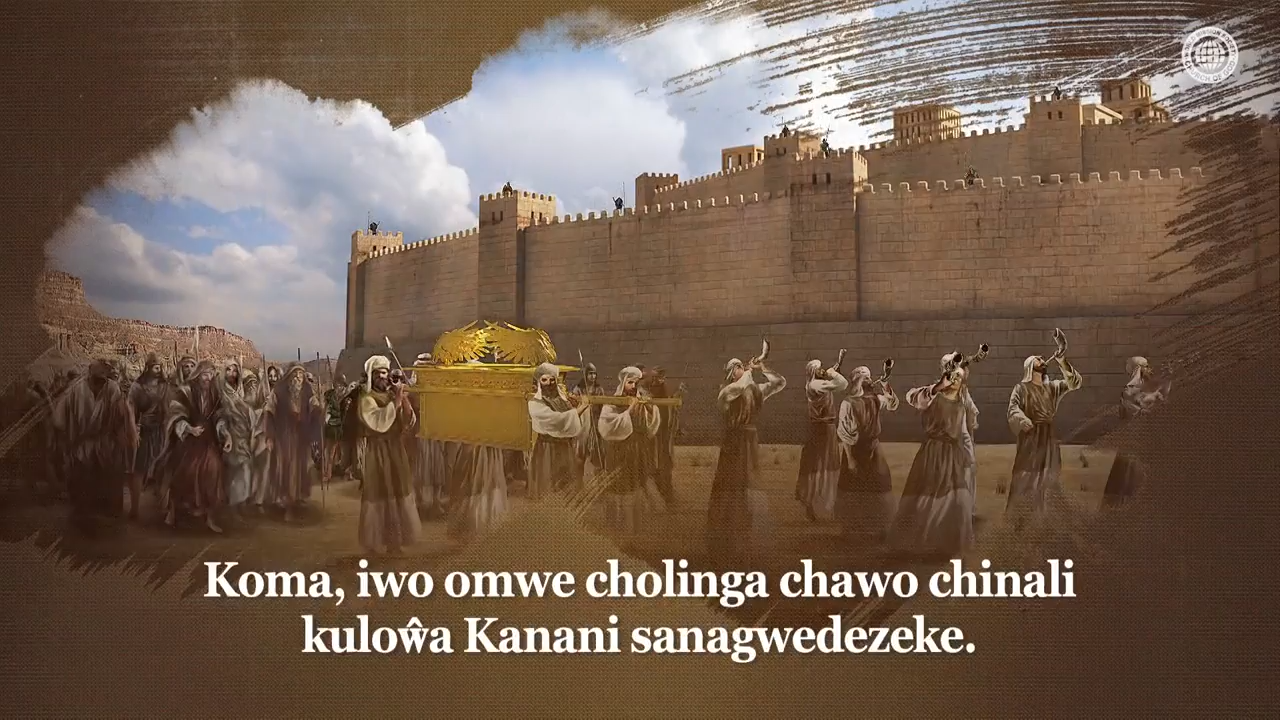 Koma, iwo omwe cholinga chawo chinali
kuloŵa Kanani sanagwedezeke.